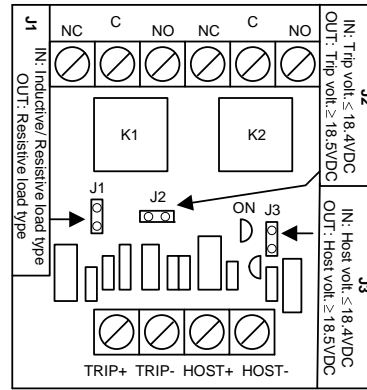 NC C NO NC C NO
J1
IN: Inductive/ Resistive load type
OUT: Resistive load type
J2
IN: Trip volt. ≤ 18.4VDC
OUT: Trip volt. ≥ 18.5VDC
K1 K2
J1
J2
ON J3
J3
IN: Host volt. ≤ 18.4VDC
OUT: Host volt. ≥ 18.5VDC
TRIP+ TRIP- HOST+ HOST-